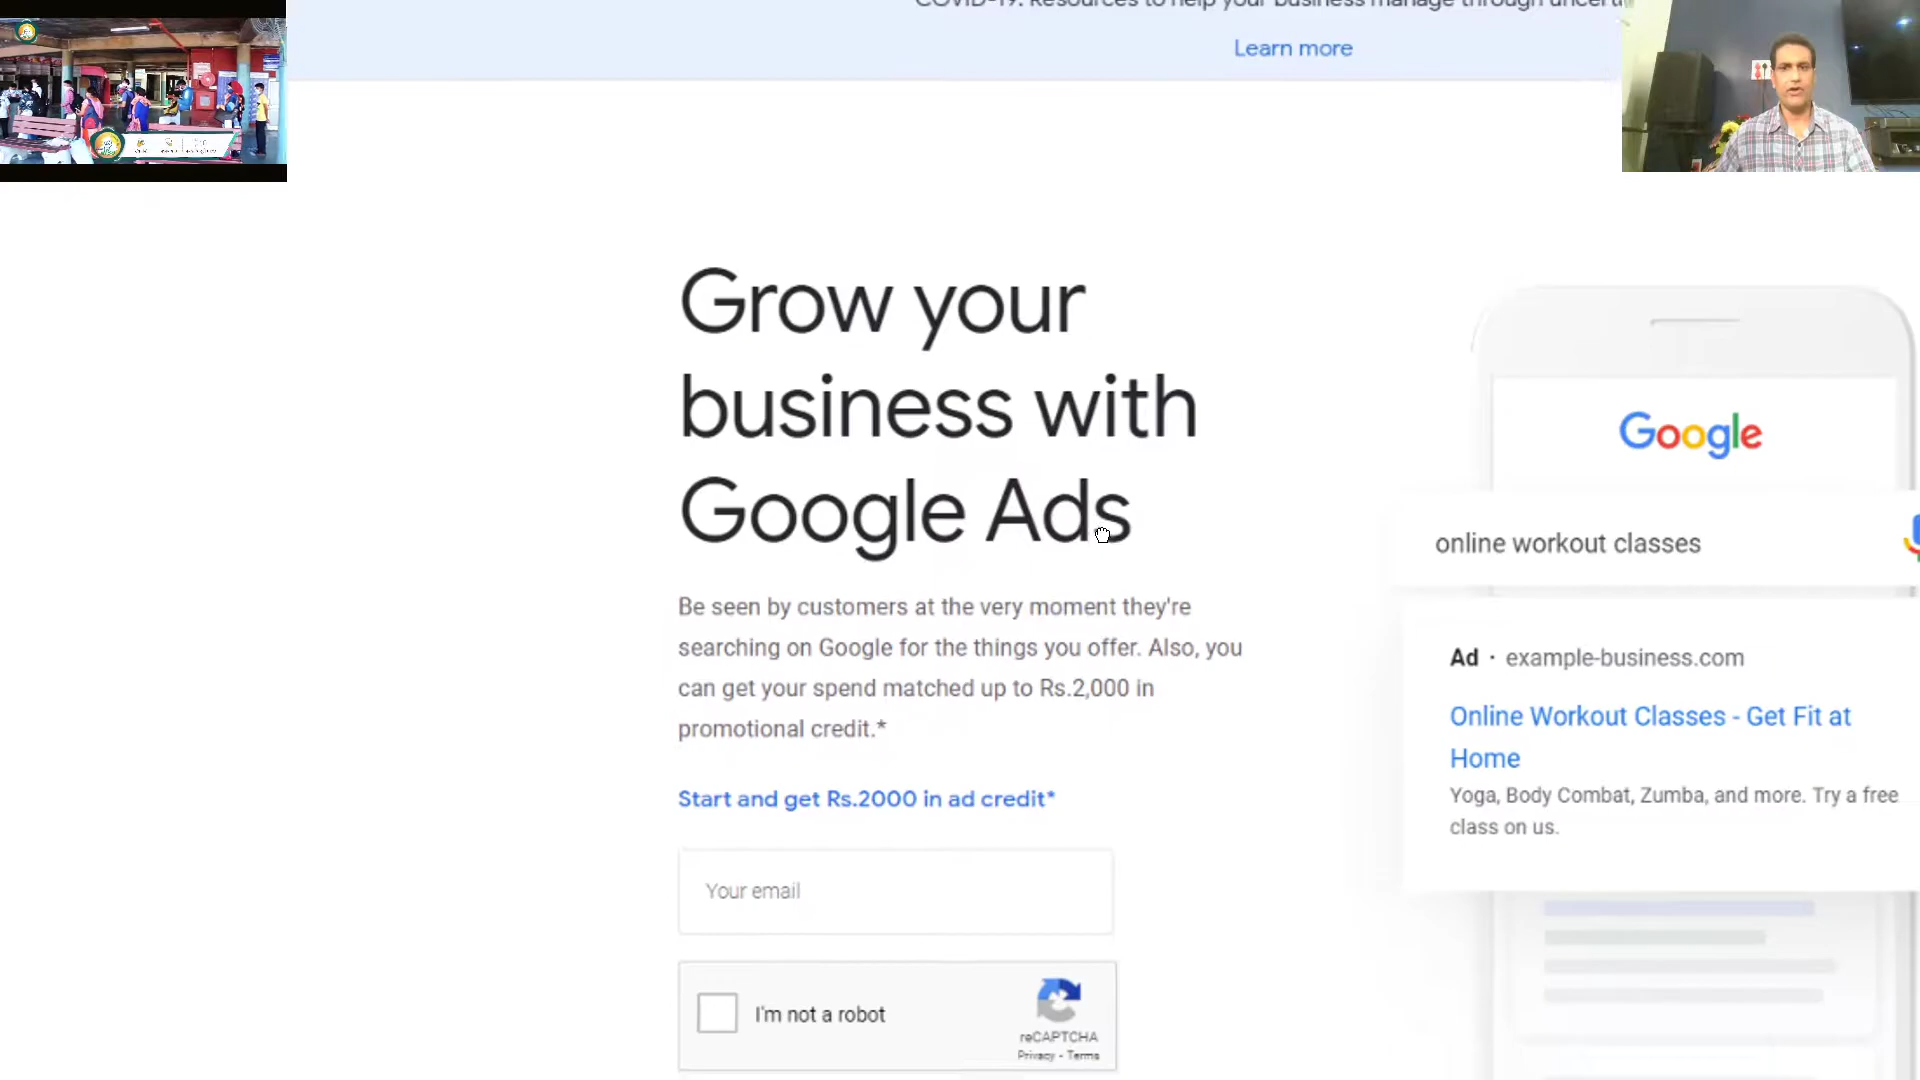 Learn more
Grow your
business with
Google Ads
Be seen by customers at the very moment they're
searching on Google for the things you offer. Also, you
can get your spend matched up to Rs.2,000 in
promotional credit.*
Start and get Rs.2000 in ad credit*
Your email
I'm not a robot
reCAPTCHA
Privacy - Terms
Google
online workout classes
Ad · example-business.com
Online Workout Classes - Get Fit at
Home
Yoga, Body Combat, Zumba, and more. Try a free
class on us.